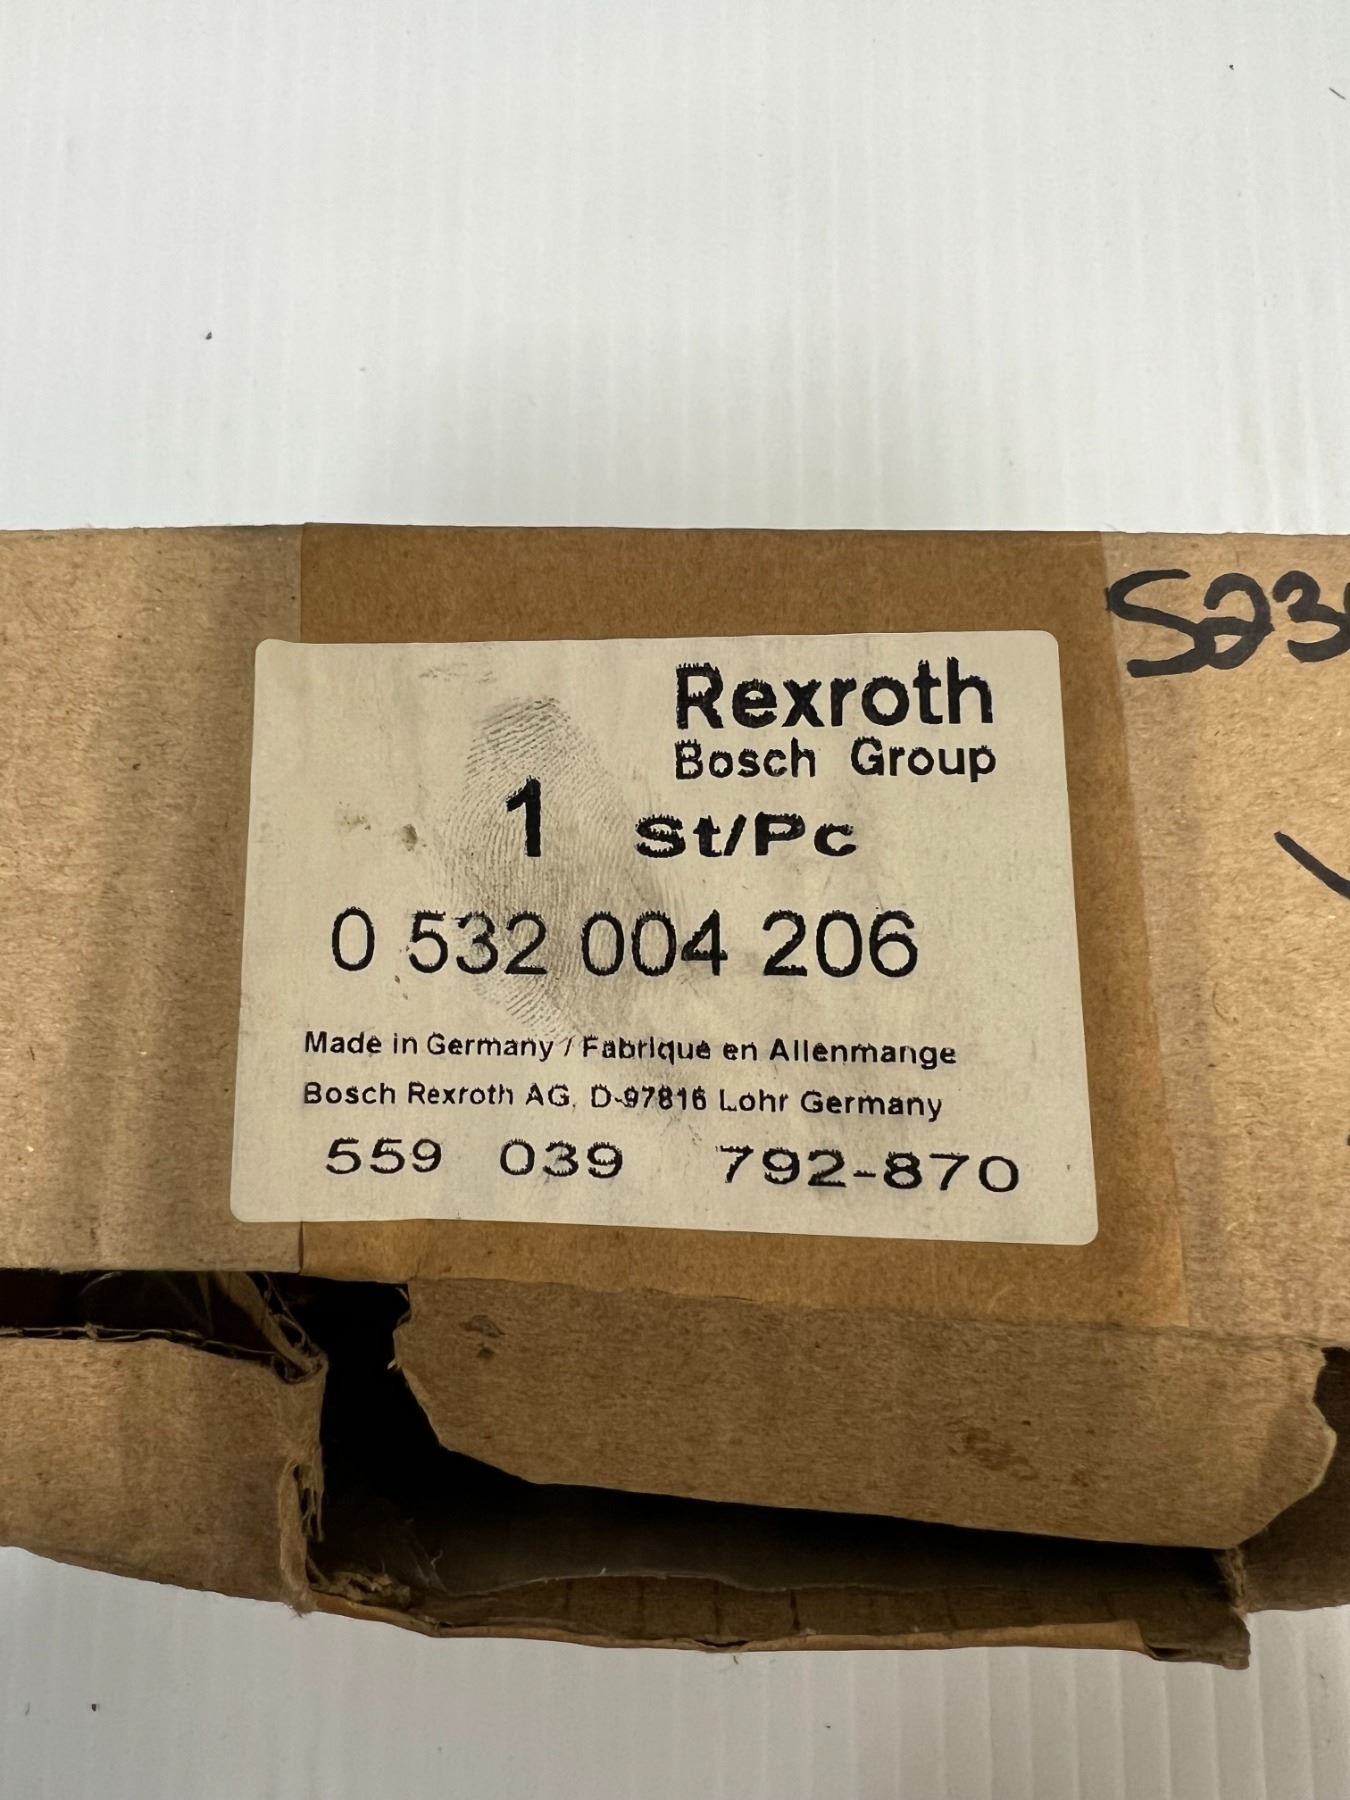 Rexroth
Bosch Group
1 St/Pc
0 532 004 206
Made in Germany / Fabrique en Allenmange
Bosch Rexroth AG, D-97816 Lohr Germany
559 039 792-870
S23